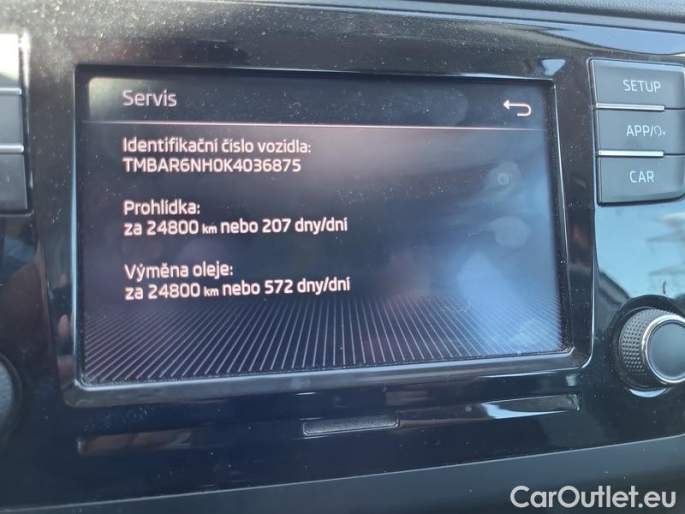 Servis
SETUP
Identifikační číslo vozidla:
TMBAR6NH0K4036875
APP/
CAR
Prohlídka:
za 24800 km nebo 207 dny/dní
Výměna oleje:
za 24800 km nebo 572 dny/dní
CarOutlet.eu